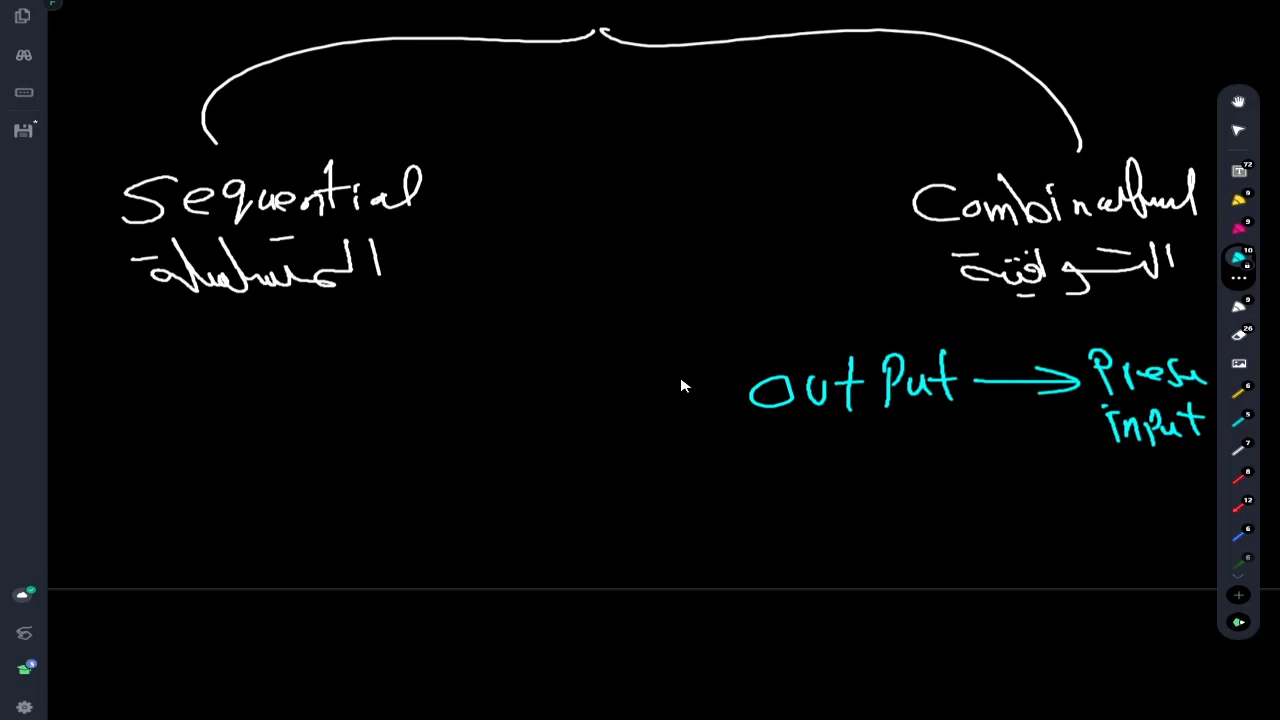 Sequential
المتسلسلة
Combinational
التوافقية
Output → Prese
input